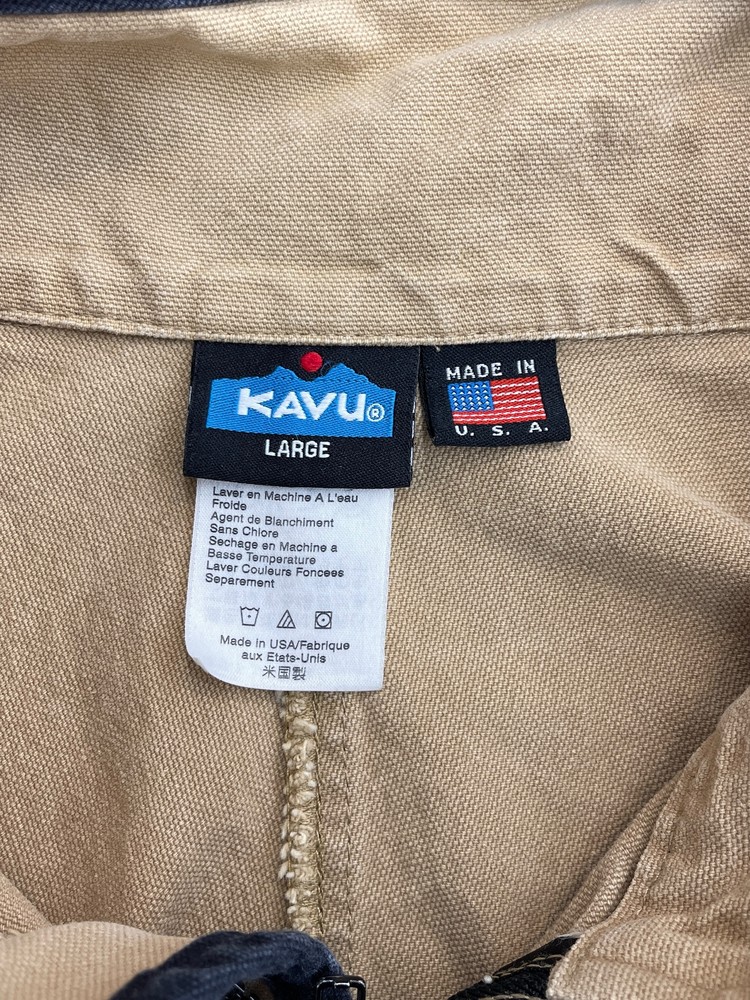 KAVU®
LARGE
MADE IN
U. S. A.
Laver en Machine A L'eau
Froide
Agent de Blanchiment
Sans Chlore
Sechage en Machine a
Basse Temperature
Laver Couleurs Foncees
Separement
Made in USA/Fabrique
aux Etats-Unis
米国製